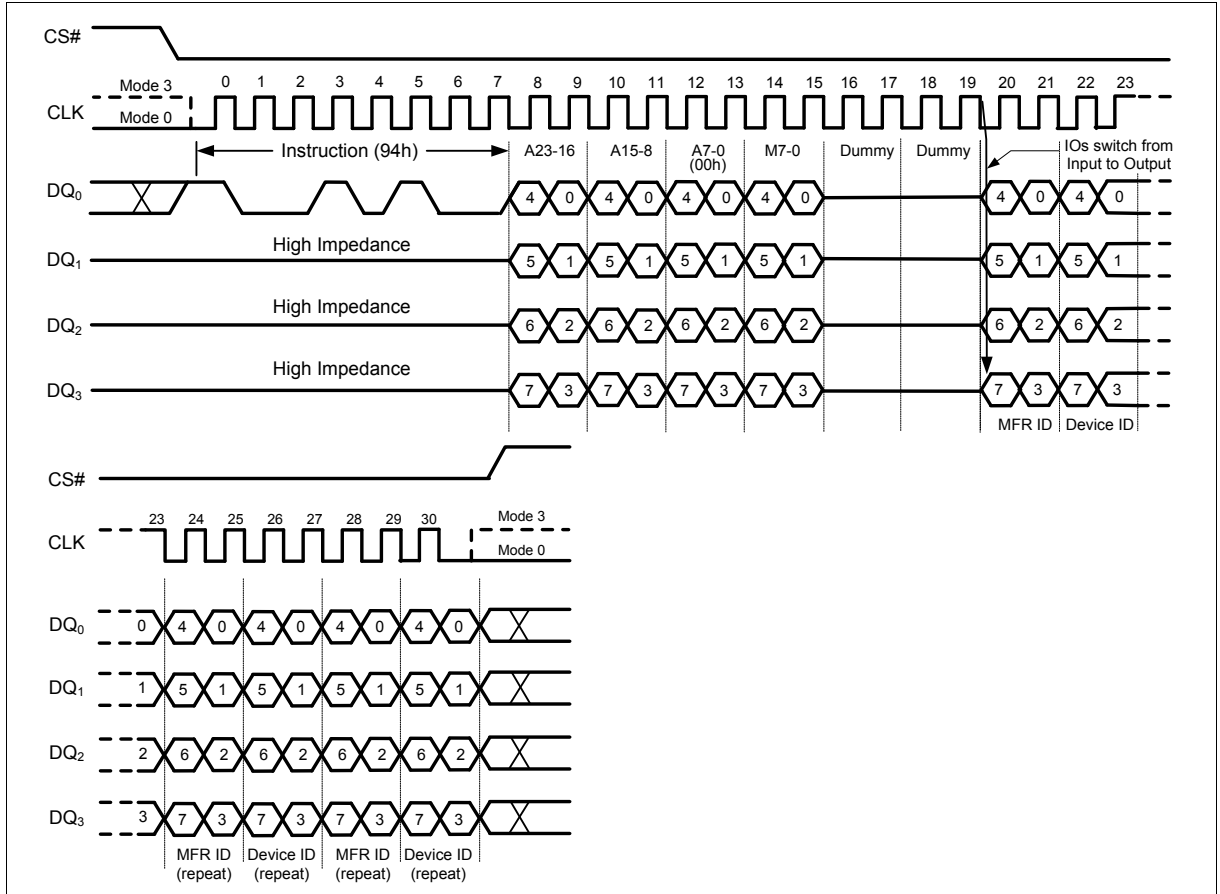 CS#
Mode 3
0 1 2 3 4 5 6 7 8 9 10 11 12 13 14 15 16 17 18 19 20 21 22 23
CLK
Mode 0
Instruction (94h) A23-16 A15-8 A7-0 M7-0 Dummy Dummy IOs switch from
(00h) Input to Output
DQ0 4 0 4 0 4 0 4 0 4 0 4 0
High Impedance
DQ1 5 1 5 1 5 1 5 1 5 1 5 1
High Impedance
DQ2 6 2 6 2 6 2 6 2 6 2 6 2
High Impedance
DQ3 7 3 7 3 7 3 7 3 7 3 7 3
MFR ID Device ID
CS#
23 24 25 26 27 28 29 30 Mode 3
CLK
Mode 0
DQ0 0 4 0 4 0 4 0 4 0
DQ1 1 5 1 5 1 5 1 5 1
DQ2 2 6 2 6 2 6 2 6 2
DQ3 3 7 3 7 3 7 3 7 3
MFR ID Device ID MFR ID Device ID
(repeat) (repeat) (repeat) (repeat)